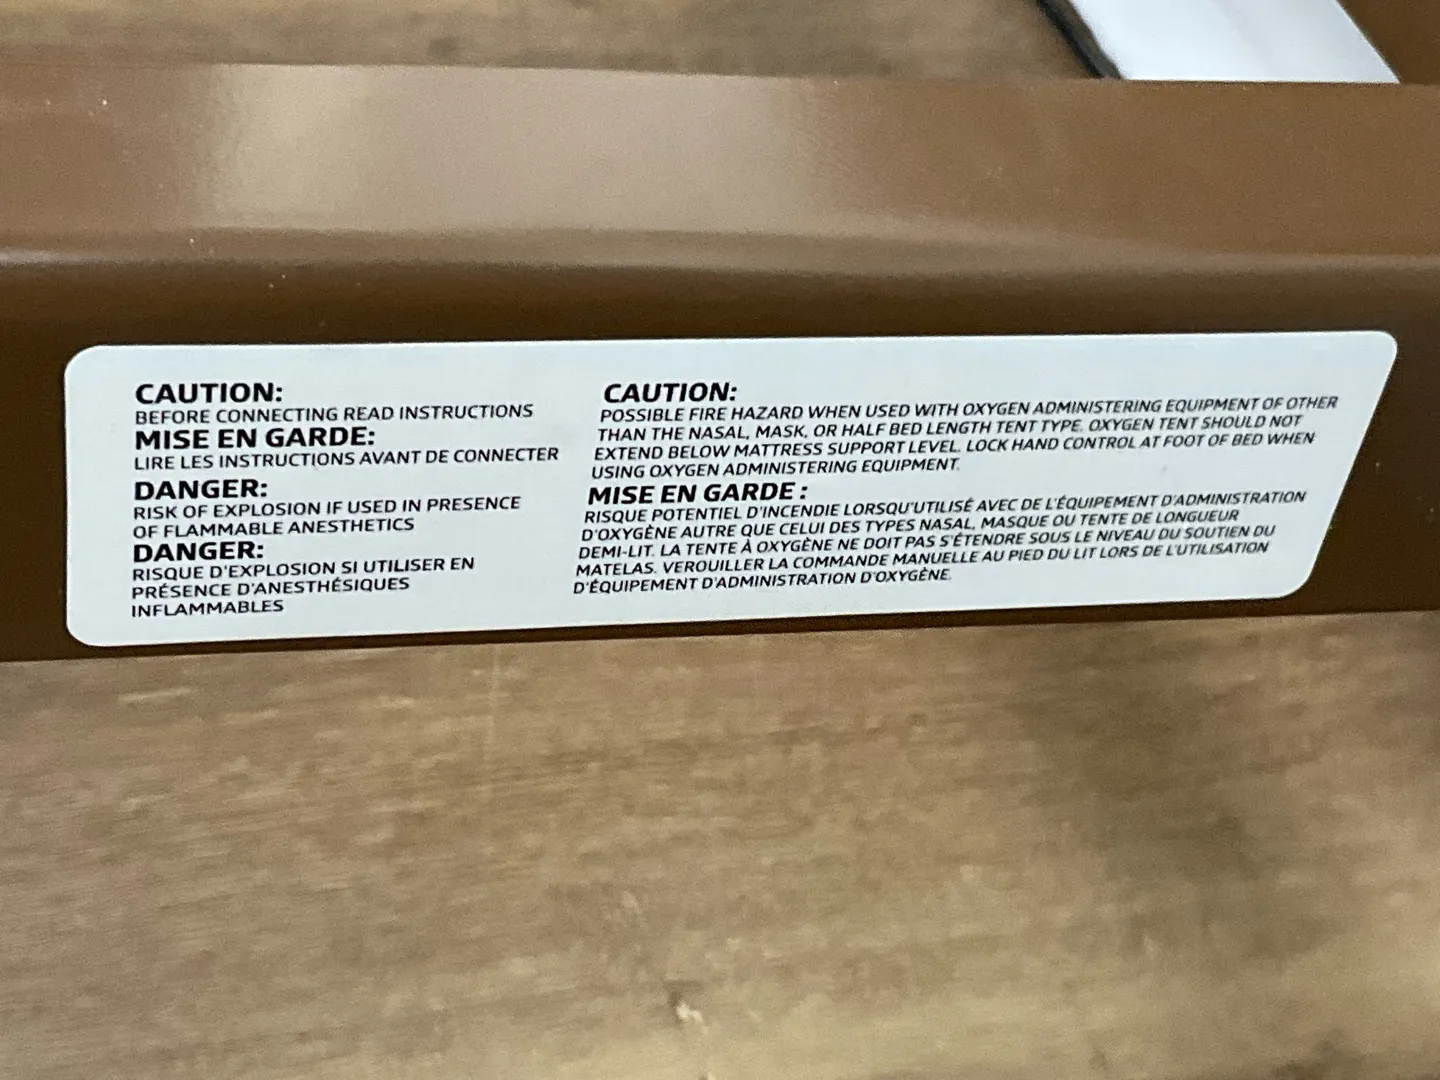 CAUTION:
BEFORE CONNECTING READ INSTRUCTIONS
MISE EN GARDE:
LIRE LES INSTRUCTIONS AVANT DE CONNECTER
DANGER:
RISK OF EXPLOSION IF USED IN PRESENCE
OF FLAMMABLE ANESTHETICS
DANGER:
RISQUE D'EXPLOSION SI UTILISER EN
PRÉSENCE D'ANESTHÉSIQUES
INFLAMMABLES
CAUTION:
POSSIBLE FIRE HAZARD WHEN USED WITH OXYGEN ADMINISTERING EQUIPMENT OF OTHER
THAN THE NASAL, MASK, OR HALF BED LENGTH TENT TYPE. OXYGEN TENT SHOULD NOT
EXTEND BELOW MATTRESS SUPPORT LEVEL. LOCK HAND CONTROL AT FOOT OF BED WHEN
USING OXYGEN ADMINISTERING EQUIPMENT.
MISE EN GARDE :
RISQUE POTENTIEL D'INCENDIE LORSQU'UTILISÉ AVEC DE L'ÉQUIPEMENT D'ADMINISTRATION
D'OXYGÈNE AUTRE QUE CELUI DES TYPES NASAL, MASQUE OU TENTE DE LONGUEUR
DEMI-LIT. LA TENTE À OXYGÈNE NE DOIT PAS S'ÉTENDRE SOUS LE NIVEAU DU SOUTIEN DU
MATELAS. VEROUILLER LA COMMANDE MANUELLE AU PIED DU LIT LORS DE L'UTILISATION
D'ÉQUIPEMENT D'ADMINISTRATION D'OXYGÈNE.